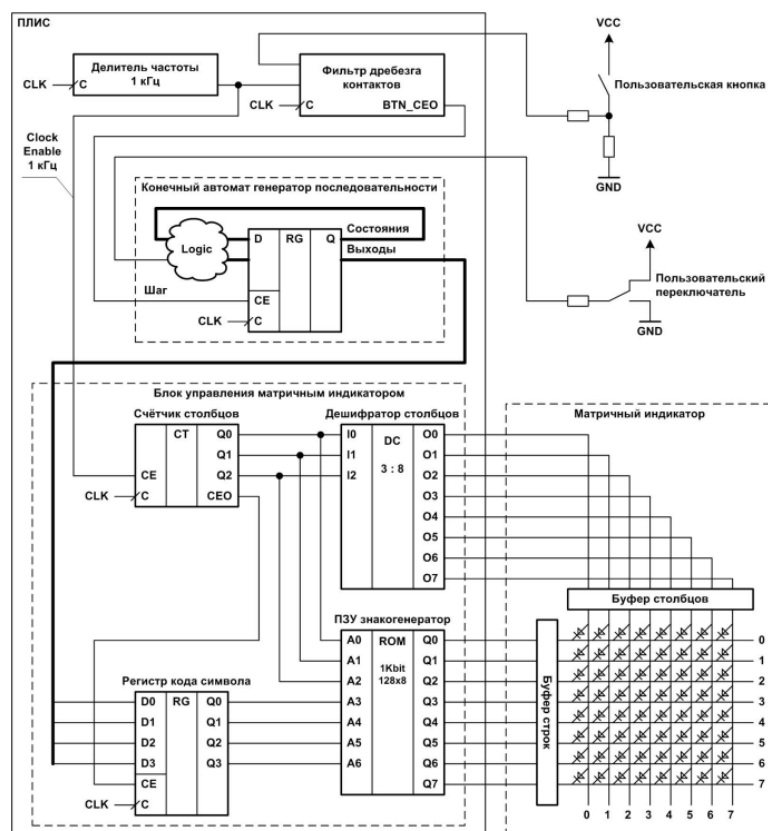 ПЛИС
Делитель частоты
1 кГц
CLK
C
Фильтр дребезга
контактов
CLK
C
BTN_CEO
VCC
Пользовательская кнопка
GND
Clock
Enable
1 кГц
Конечный автомат генератор последовательности
Logic
D
RG
Q
Состояния
Выходы
Шаг
CE
CLK
C
VCC
Пользовательский
переключатель
GND
Блок управления матричным индикатором
Счётчик столбцов
CT
Q0
Q1
Q2
CE
CEO
CLK
C
Дешифратор столбцов
I0
I1
I2
DC
3 : 8
O0
O1
O2
O3
O4
O5
O6
O7
Матричный индикатор
Буфер столбцов
Буфер строк
0
1
2
3
4
5
6
7
0 1 2 3 4 5 6 7
ПЗУ знакогенератор
A0
A1
A2
A3
A4
A5
A6
ROM
1Kbit
128x8
Q0
Q1
Q2
Q3
Q4
Q5
Q6
Q7
Регистр кода символа
D0
D1
D2
D3
RG
Q0
Q1
Q2
Q3
CE
CLK
C